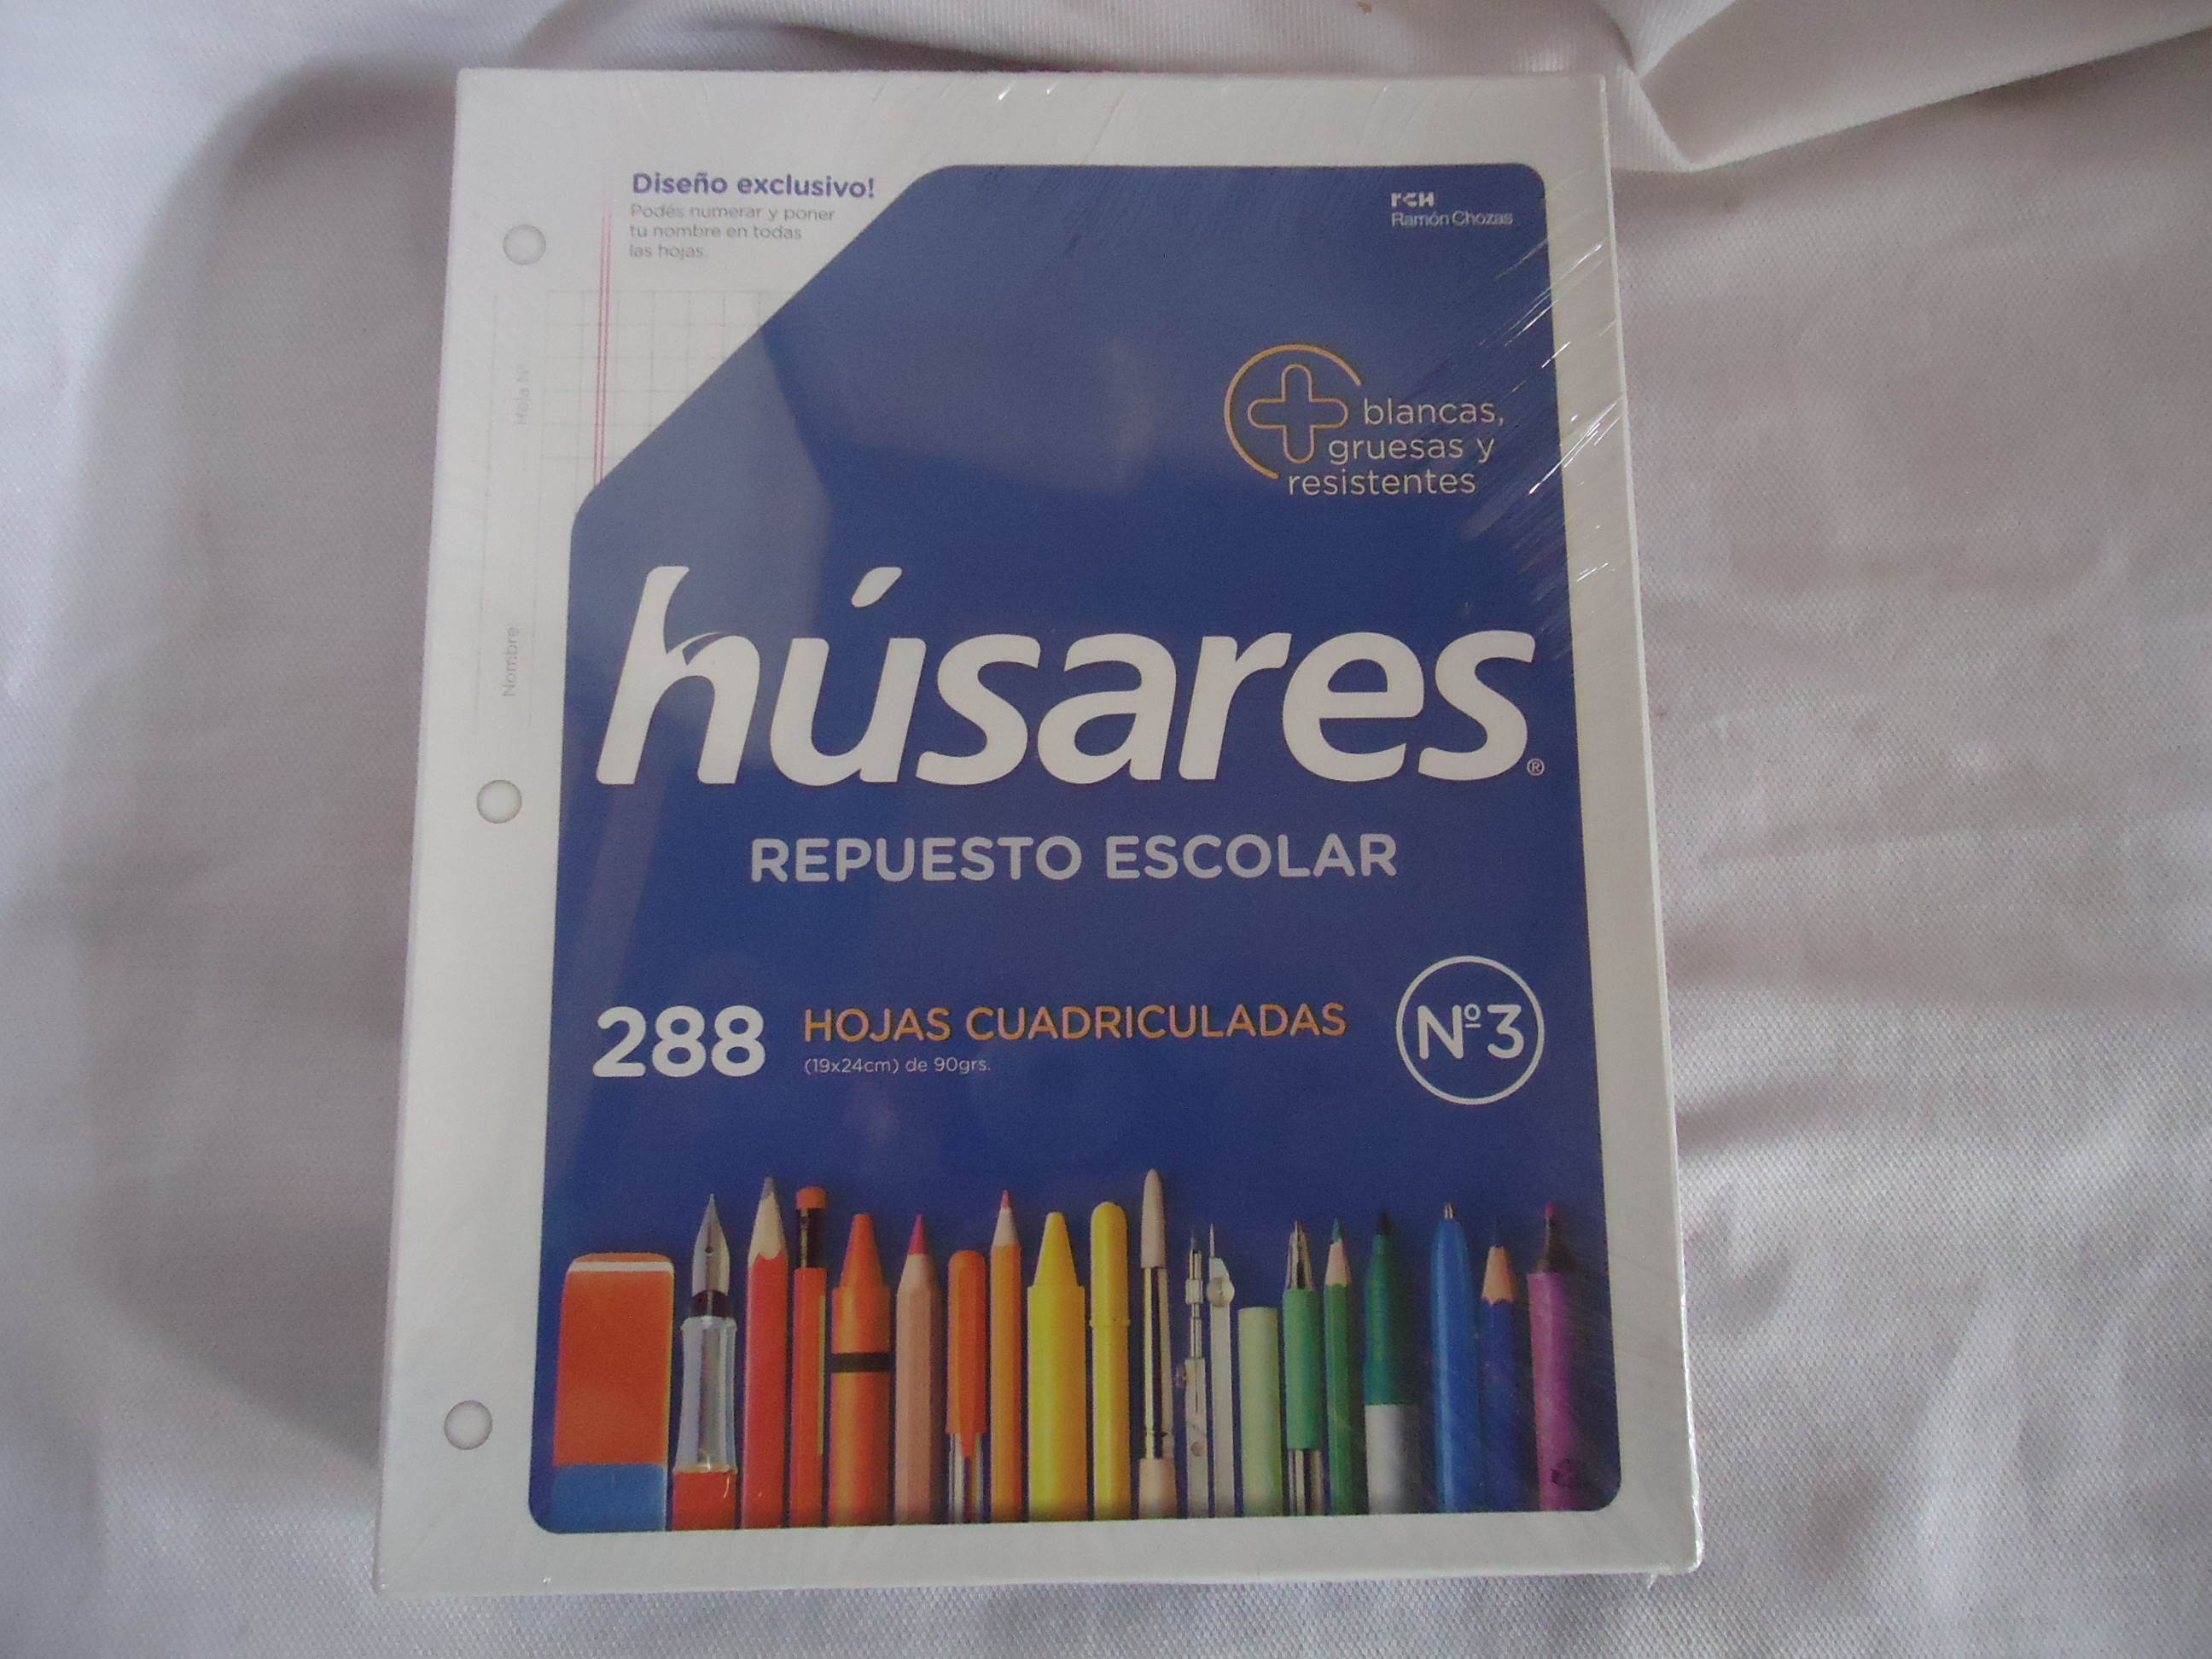 Diseño exclusivo!
Podés numerar y poner
tu nombre en todas
las hojas.
rCH
Ramón Chozas
Hoja N°
Nombre:
blancas,
gruesas y
resistentes
húsares®
REPUESTO ESCOLAR
288 HOJAS CUADRICULADAS
(19x24cm) de 90grs.
Nº3